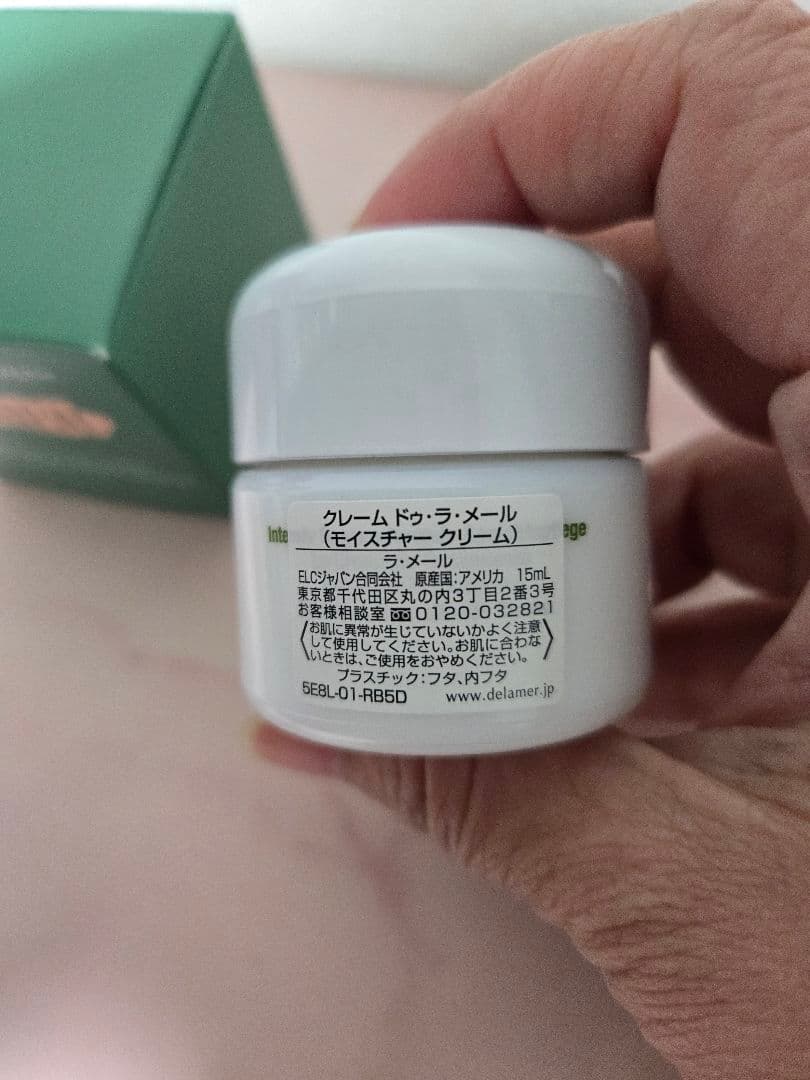 クレーム ドゥ・ラ・メール
(モイスチャー クリーム)
ラ・メール
ELCジャパン合同会社 原産国:アメリカ 15mL
東京都千代田区丸の内3丁目2番3号
お客様相談室 0120-032821
〈お肌に異常が生じていないかよく注意
して使用してください。お肌に合わな
いときは、ご使用をおやめください。〉
プラスチック:フタ、内フタ
5E8L-01-RB5D www.delamer.jp